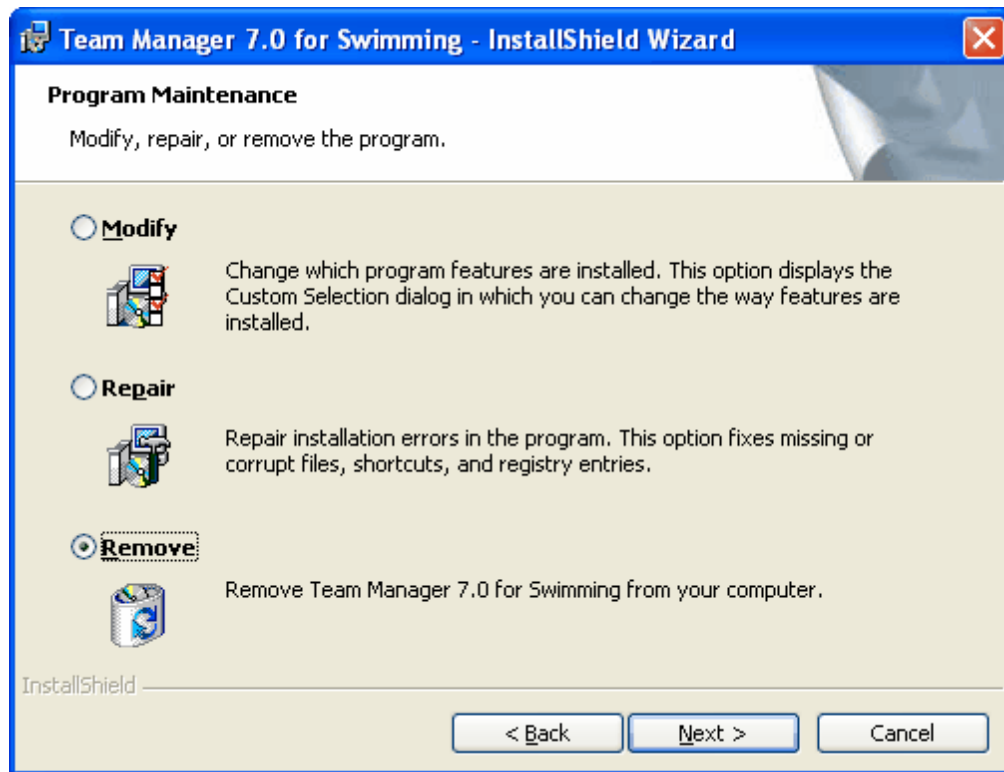 Team Manager 7.0 for Swimming - InstallShield Wizard
Program Maintenance
Modify, repair, or remove the program.
Modify
Change which program features are installed. This option displays the
Custom Selection dialog in which you can change the way features are
installed.
Repair
Repair installation errors in the program. This option fixes missing or
corrupt files, shortcuts, and registry entries.
Remove
Remove Team Manager 7.0 for Swimming from your computer.
InstallShield
< Back
Next >
Cancel